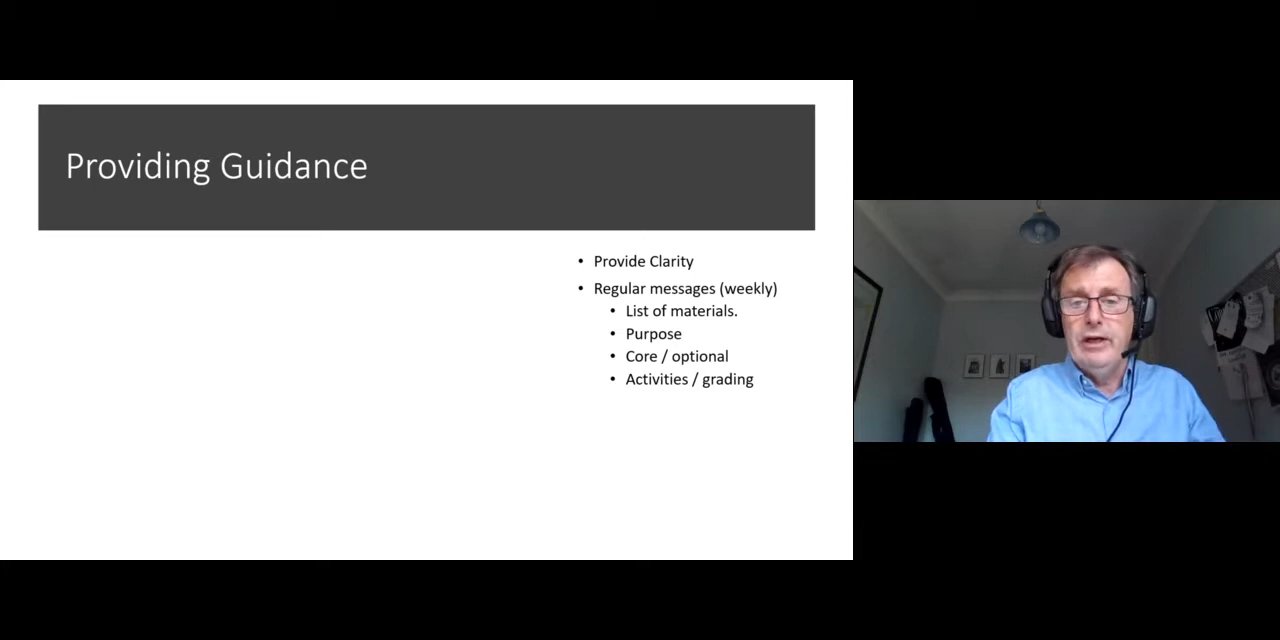 Providing Guidance
• Provide Clarity
• Regular messages (weekly)
• List of materials.
• Purpose
• Core / optional
• Activities / grading